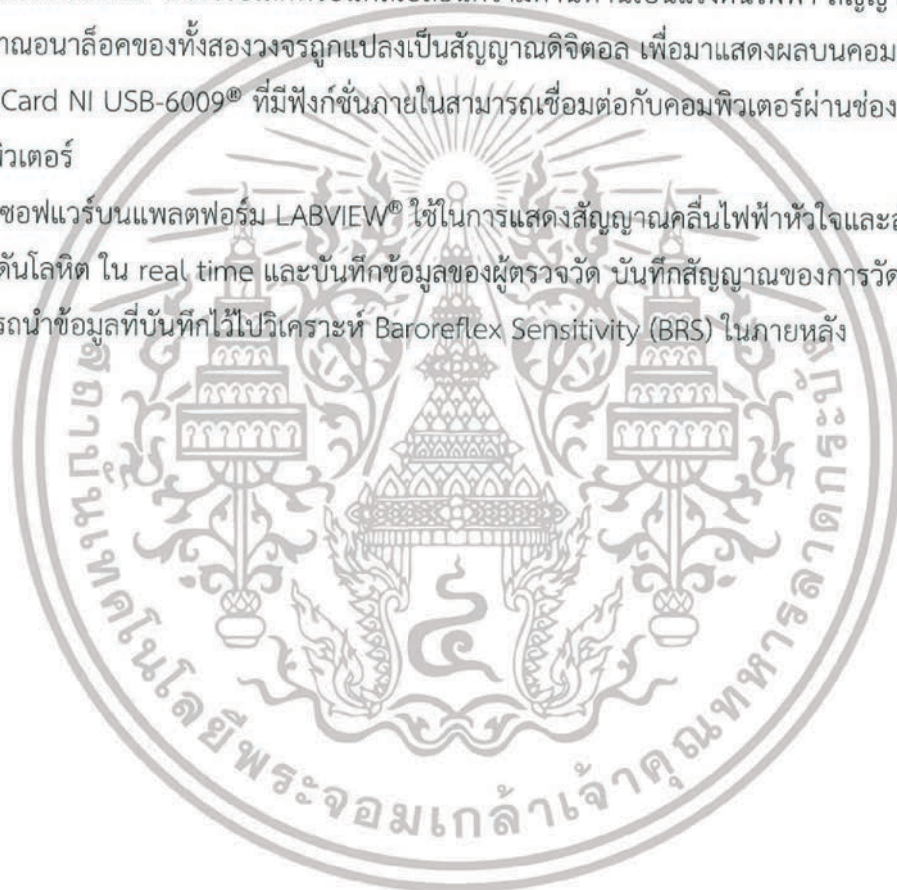 าณอนาล็อคของทั้งสองวงจรถูกแปลงเป็นสัญญาณดิจิตอล เพื่อมาแสดงผลบนคอม
Card NI USB-6009® ที่มีฟังก์ชั่นภายในสามารถเชื่อมต่อกับคอมพิวเตอร์ผ่านช่อง
พิวเตอร์
ซอฟแวร์บนแพลตฟอร์ม LABVIEW® ใช้ในการแสดงสัญญาณคลื่นไฟฟ้าหัวใจและส
ดันโลหิต ใน real time และบันทึกข้อมูลของผู้ตรวจวัด บันทึกสัญญาณของการวัด
รถนำข้อมูลที่บันทึกไว้ไปวิเคราะห์ Baroreflex Sensitivity (BRS) ในภายหลัง
สถาบันเทคโนโลยีพระจอมเกล้าเจ้าคุณทหารลาดกระบัง
๔